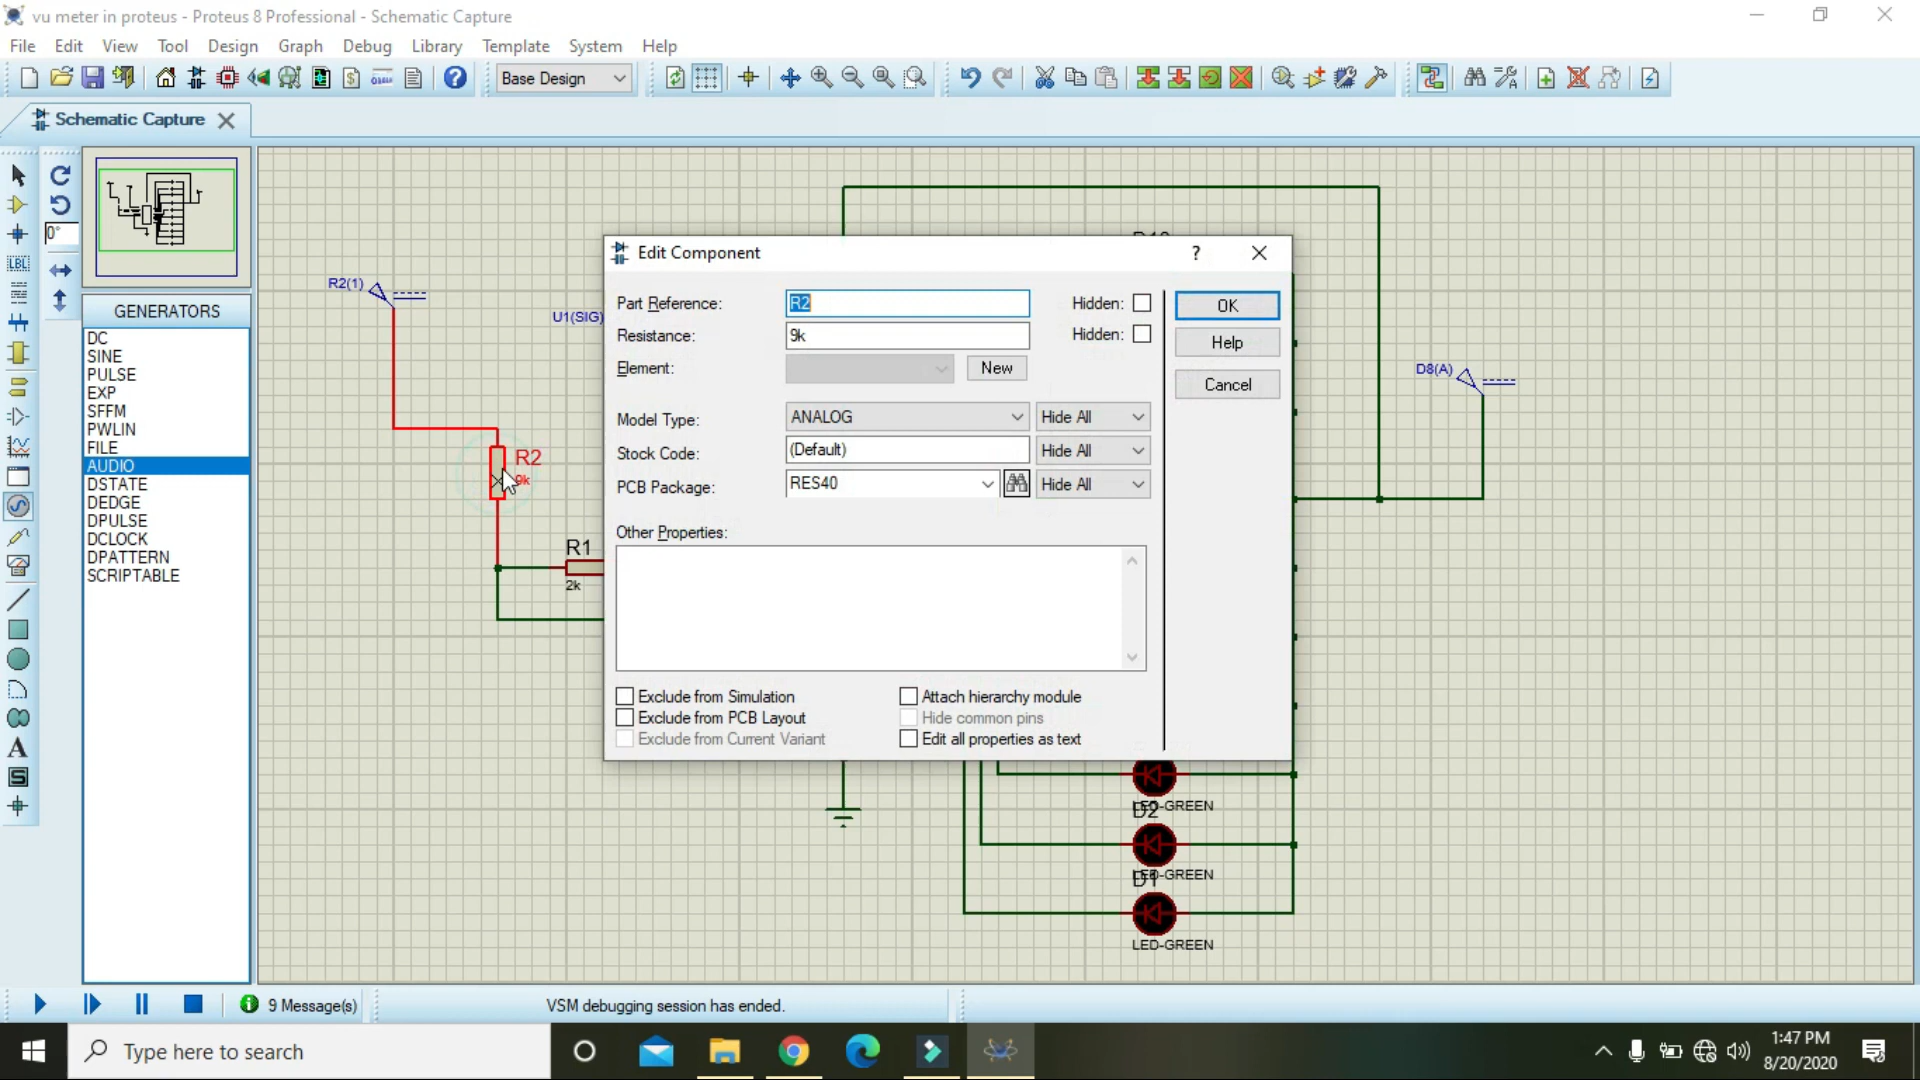 vu meter in proteus - Proteus 8 Professional - Schematic Capture
File Edit View Tool Design Graph Debug Library Template System Help
Base Design
Schematic Capture
0°
LBL
GENERATORS
DC
SINE
PULSE
EXP
SFFM
PWLIN
FILE
AUDIO
DSTATE
DEDGE
DPULSE
DCLOCK
DPATTERN
SCRIPTABLE
A
S
R2(1)
U1(SIG)
R2
9k
R1
2k
D8(A)
Edit Component
?
Part Reference: R2 Hidden: OK
Resistance: 9k Hidden: Help
Element: New
Cancel
Model Type: ANALOG Hide All
Stock Code: (Default) Hide All
PCB Package: RES40 Hide All
Other Properties:
Exclude from Simulation Attach hierarchy module
Exclude from PCB Layout Hide common pins
Exclude from Current Variant Edit all properties as text
LED-GREEN
D2
LED-GREEN
D1
LED-GREEN
9 Message(s) VSM debugging session has ended.
Type here to search
1:47 PM
8/20/2020